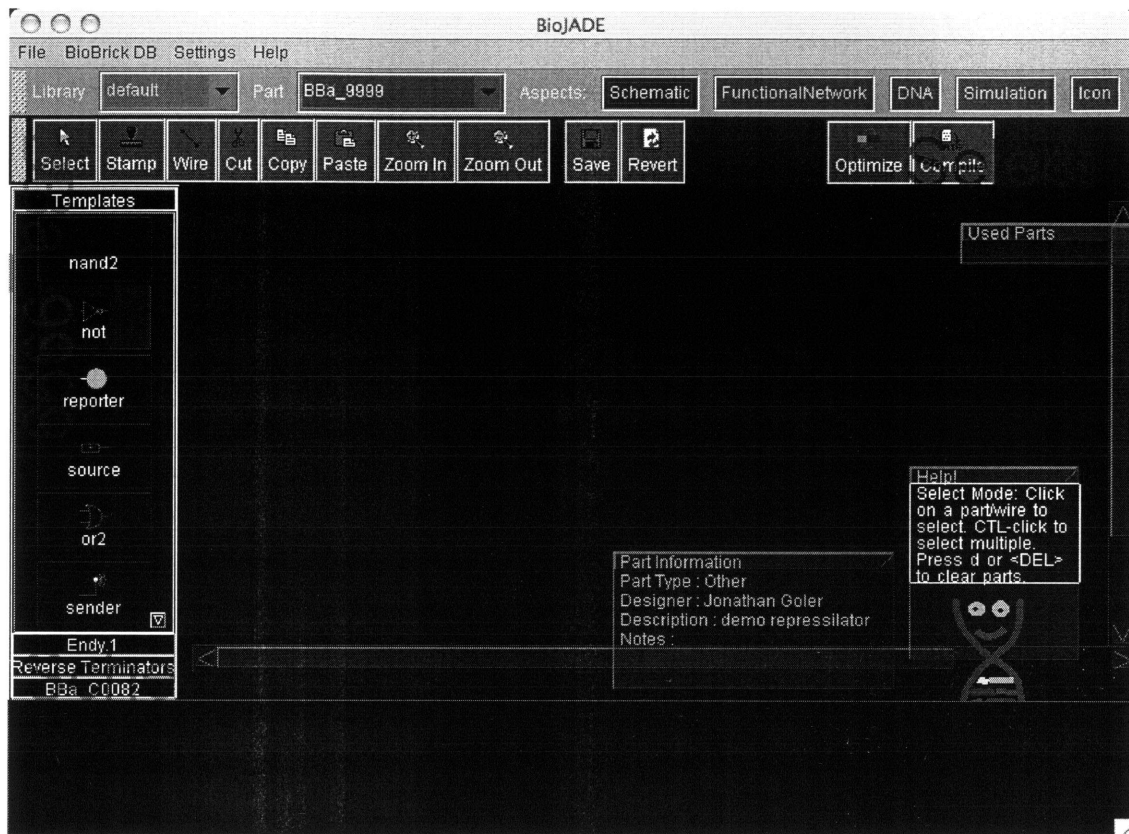 BioJADE
File BioBrick DB Settings Help
Library default Part BBa_9999 Aspects: Schematic FunctionalNetwork DNA Simulation Icon
Select Stamp Wire Cut Copy Paste Zoom In Zoom Out Save Revert Optimize Compile
Templates
Used Parts
nand2
not
reporter
source
or2
sender
Endy.1
Reverse Terminators
BBa_C0082
Help!
Select Mode: Click
on a part/wire to
select. CTL-click to
select multiple.
Press d or <DEL>
to clear parts.
Part Information
Part Type : Other
Designer : Jonathan Goler
Description : demo repressilator
Notes :